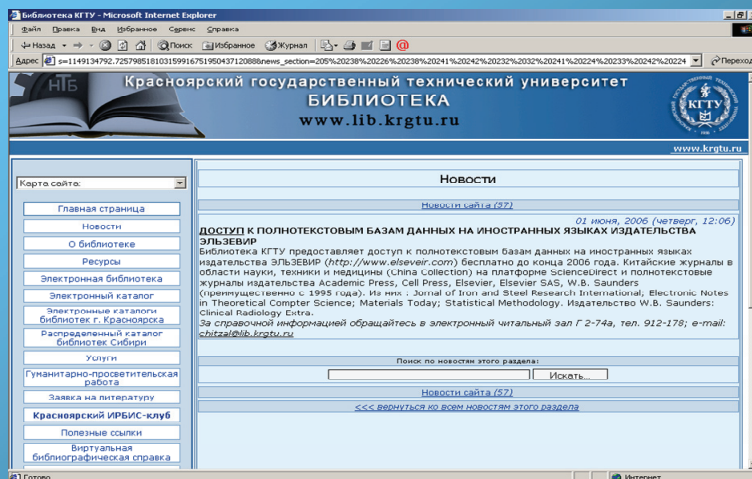 Библиотека КГТУ - Microsoft Internet Explorer
Файл Правка Вид Избранное Сервис Справка
Назад Поиск Избранное Журнал
Адрес Переход
НТБ
Красноярский государственный технический университет
БИБЛИОТЕКА
www.lib.krgtu.ru
КГТУ
www.krgtu.ru
Карта сайта:
Главная страница
Новости
О библиотеке
Ресурсы
Электронная библиотека
Электронный каталог
Электронные каталоги
библиотек г. Красноярска
Распределенный каталог
библиотек Сибири
Услуги
Гуманитарно-просветительская
работа
Заявка на литературу
Красноярский ИРБИС-клуб
Полезные ссылки
Виртуальная
библиографическая справка
Новости
Новости сайта (57)
01 июня, 2006 (четверг, 12:06)
ДОСТУП К ПОЛНОТЕКСТОВЫМ БАЗАМ ДАННЫХ НА ИНОСТРАННЫХ ЯЗЫКАХ ИЗДАТЕЛЬСТВА
ЭЛЬЗЕВИР
Библиотека КГТУ предоставляет доступ к полнотекстовым базам данных на иностранных языках
издательства ЭЛЬЗЕВИР (http://www.elseveir.com) бесплатно до конца 2006 года. Китайские журналы в
области науки, техники и медицины (China Collection) на платформе ScienceDirect и полнотекстовые
журналы издательства Academic Press, Cell Press, Elsevier, Elsevier SAS, W.B. Saunders
(преимущественно с 1995 года). Из них : Jornal of Iron and Steel Research International; Electronic Notes
in Theoretical Compter Science; Materials Today; Statistical Methodology. Издательство W.B. Saunders:
Clinical Radiology Extra.
За справочной информацией обращайтесь в электронный читальный зал Г 2-74а, тел. 912-178; e-mail:
chitzal@lib.krgtu.ru
Поиск по новостям этого раздела:
Искать...
Новости сайта (57)
<<< вернуться ко всем новостям этого раздела
Готово Интернет